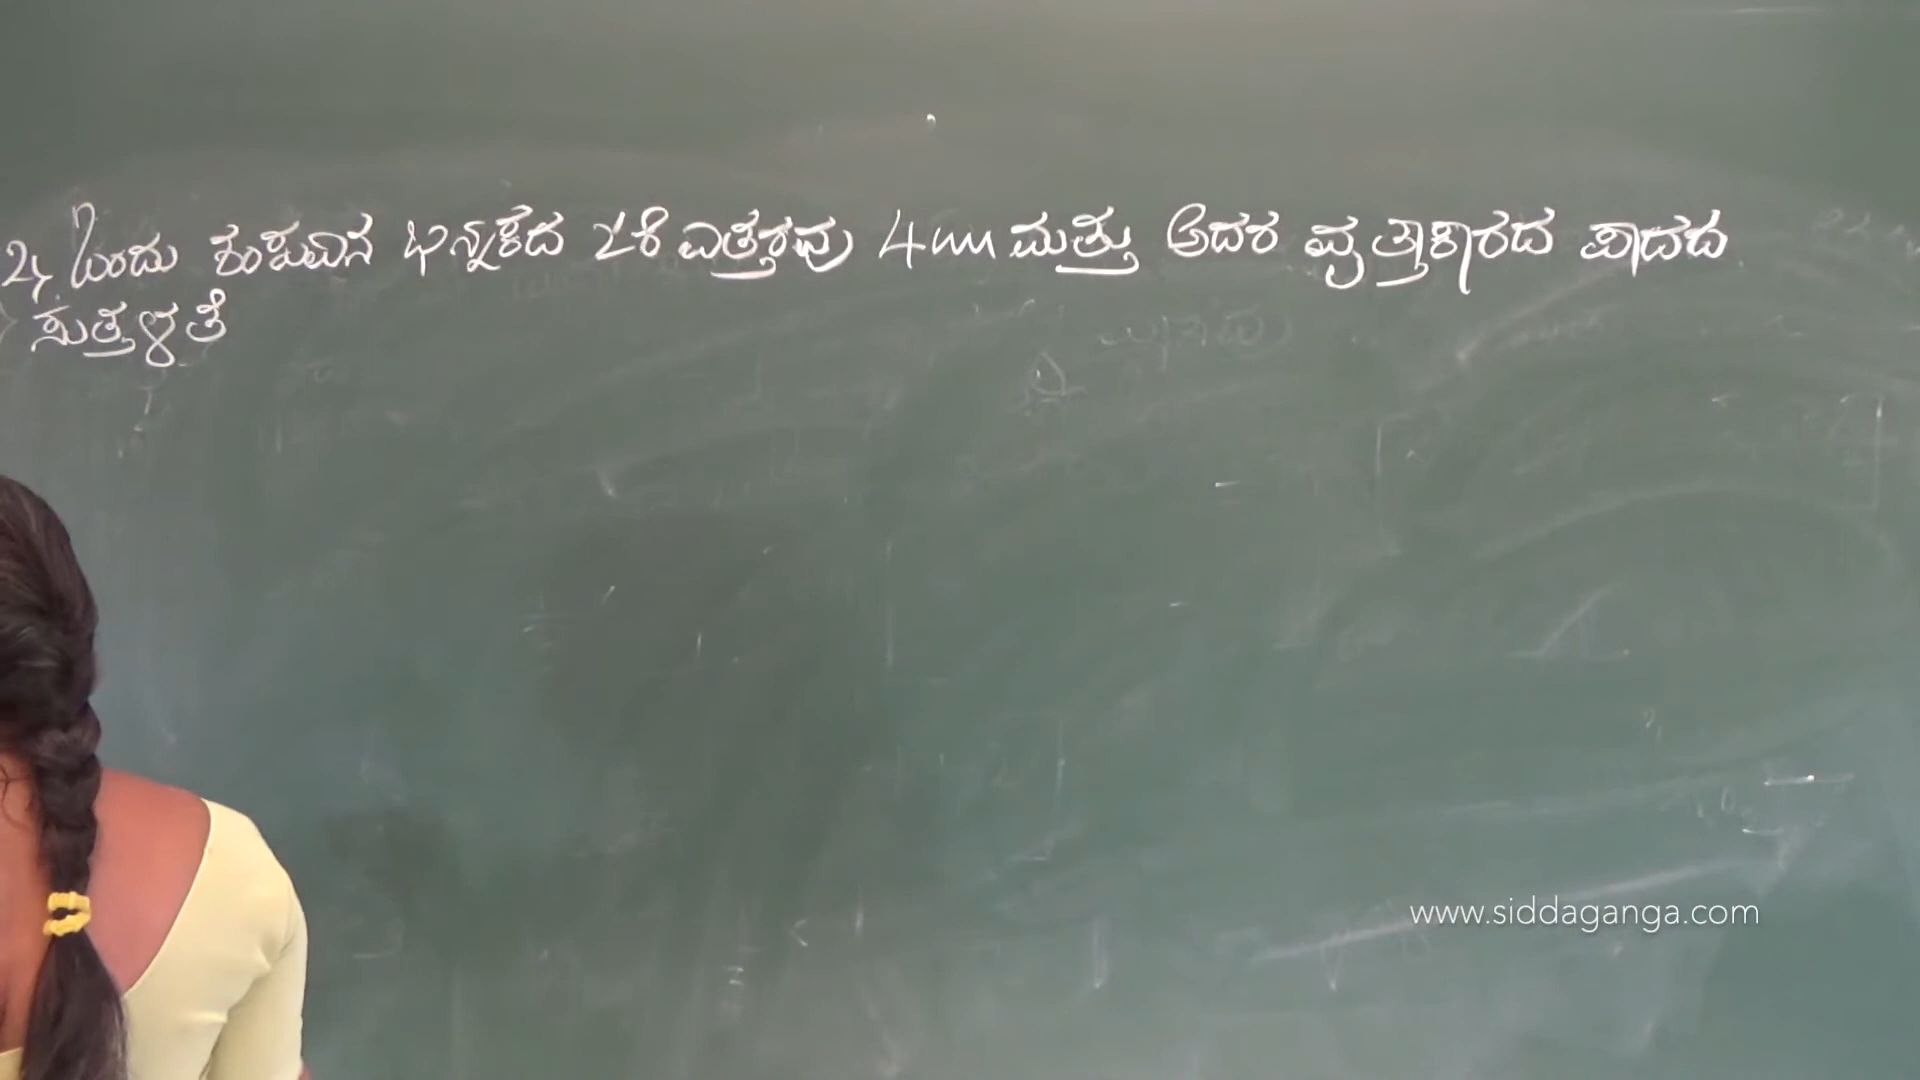 2, ಒಂದು ಶಂಕುವಿನ ಭಿನ್ನಕದ ಓರೆ ಎತ್ತರವು 4cm ಮತ್ತು ಅದರ ವೃತ್ತಾಕಾರದ ಪಾದದ
ಸುತ್ತಳತೆ
www.siddaganga.com